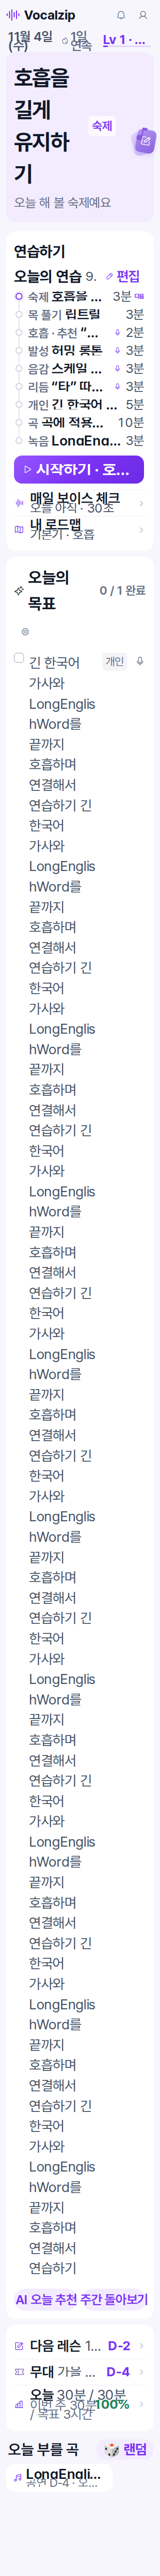 Vocalzip
11월 4일 (수)
1일 연속
Lv 1 · ...
호흡을 길게 유지하기
숙제
오늘 해 볼 숙제예요
연습하기
오늘의 연습 9.
편집
숙제 호흡을 ... 3분
목 풀기 립트릴 3분
호흡 · 추천 “... 2분
발성 허밍 롱톤 3분
음감 스케일 ... 3분
리듬 “타” 따... 3분
개인 긴 한국어 ... 5분
곡 곡에 적용... 10분
녹음 LongEng... 3분
시작하기 · 호...
매일 보이스 체크
오늘 아침 · 30초
내 로드맵
기본기 · 호흡
오늘의 목표
0 / 1 완료
긴 한국어
개인
가사와
LongEnglis
hWord를
끝까지
호흡하며
연결해서
연습하기 긴
한국어
가사와
LongEnglis
hWord를
끝까지
호흡하며
연결해서
연습하기 긴
한국어
가사와
LongEnglis
hWord를
끝까지
호흡하며
연결해서
연습하기 긴
한국어
가사와
LongEnglis
hWord를
끝까지
호흡하며
연결해서
연습하기 긴
한국어
가사와
LongEnglis
hWord를
끝까지
호흡하며
연결해서
연습하기 긴
한국어
가사와
LongEnglis
hWord를
끝까지
호흡하며
연결해서
연습하기 긴
한국어
가사와
LongEnglis
hWord를
끝까지
호흡하며
연결해서
연습하기 긴
한국어
가사와
LongEnglis
hWord를
끝까지
호흡하며
연결해서
연습하기 긴
한국어
가사와
LongEnglis
hWord를
끝까지
호흡하며
연결해서
연습하기 긴
한국어
가사와
LongEnglis
hWord를
끝까지
호흡하며
연결해서
연습하기
AI 오늘 추천 주간 돌아보기
다음 레슨 1... D-2
무대 가을 ... D-4
오늘 30분 / 30분
이번 주 30분 / 목표 3시간
100%
오늘 부를 곡
랜덤
LongEngli...
공연 D-4 · 오...